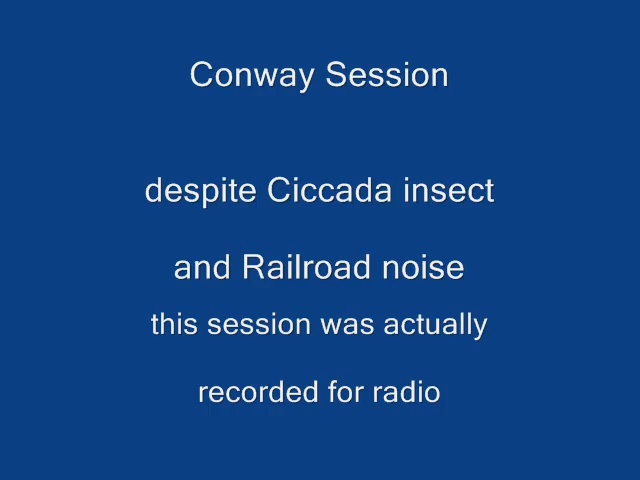 Conway Session
despite Ciccada insect
and Railroad noise
this session was actually
recorded for radio